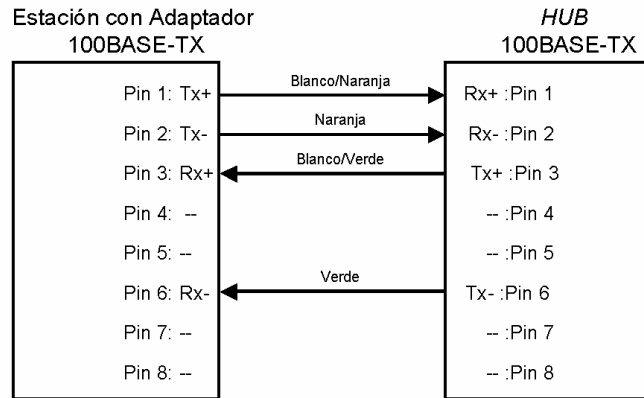 Estación con Adaptador
100BASE-TX
HUB
100BASE-TX
Pin 1: Tx+
Blanco/Naranja
Rx+ :Pin 1
Pin 2: Tx-
Naranja
Rx- :Pin 2
Pin 3: Rx+
Blanco/Verde
Tx+ :Pin 3
Pin 4: --
-- :Pin 4
Pin 5: --
-- :Pin 5
Pin 6: Rx-
Verde
Tx- :Pin 6
Pin 7: --
-- :Pin 7
Pin 8: --
-- :Pin 8